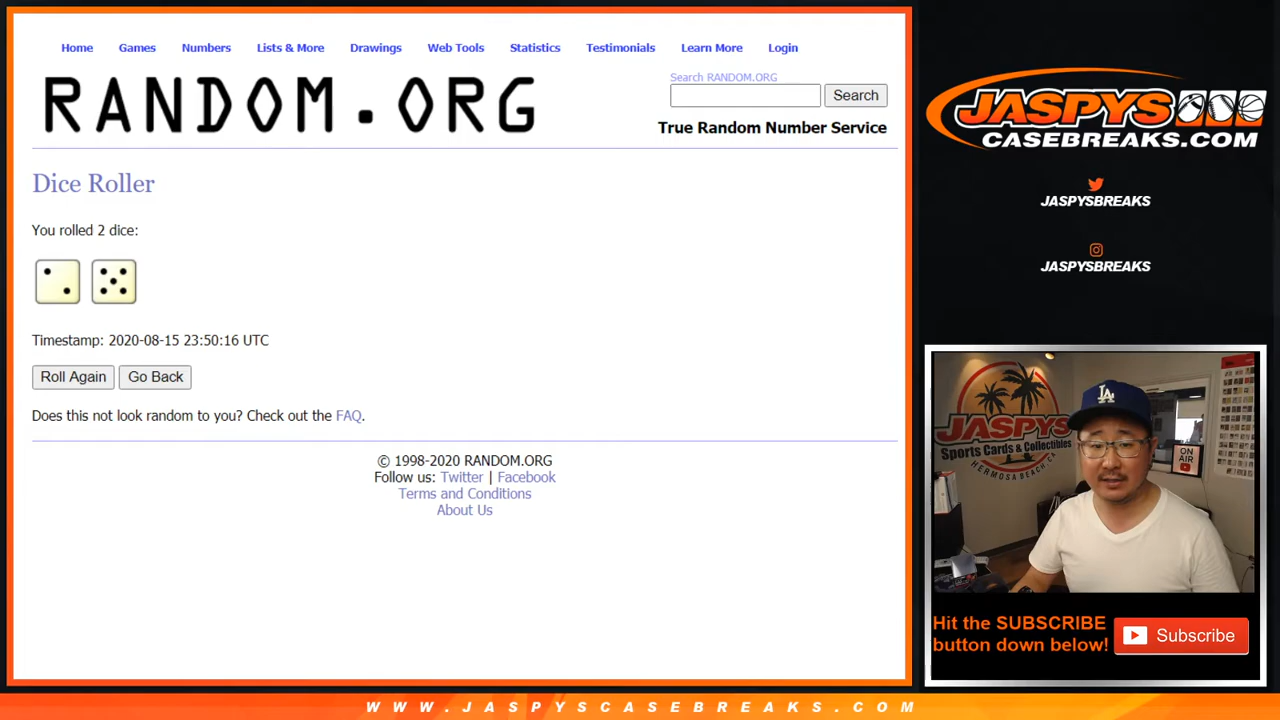 Home Games Numbers Lists & More Drawings Web Tools Statistics Testimonials Learn More Login
RANDOM.ORG
Search RANDOM.ORG
Search
True Random Number Service
Dice Roller
You rolled 2 dice:
Timestamp: 2020-08-15 23:50:16 UTC
Roll Again Go Back
Does this not look random to you? Check out the FAQ.
© 1998-2020 RANDOM.ORG
Follow us: Twitter | Facebook
Terms and Conditions
About Us
JASPYS
CASEBREAKS.COM
JASPYSBREAKS
JASPYSBREAKS
JASPYS
Sports Cards & Collectibles
HERMOSA BEACH, CA
LA
ON
AIR
Hit the SUBSCRIBE
button down below!
Subscribe
WWW.JASPYSCASEBREAKS.COM